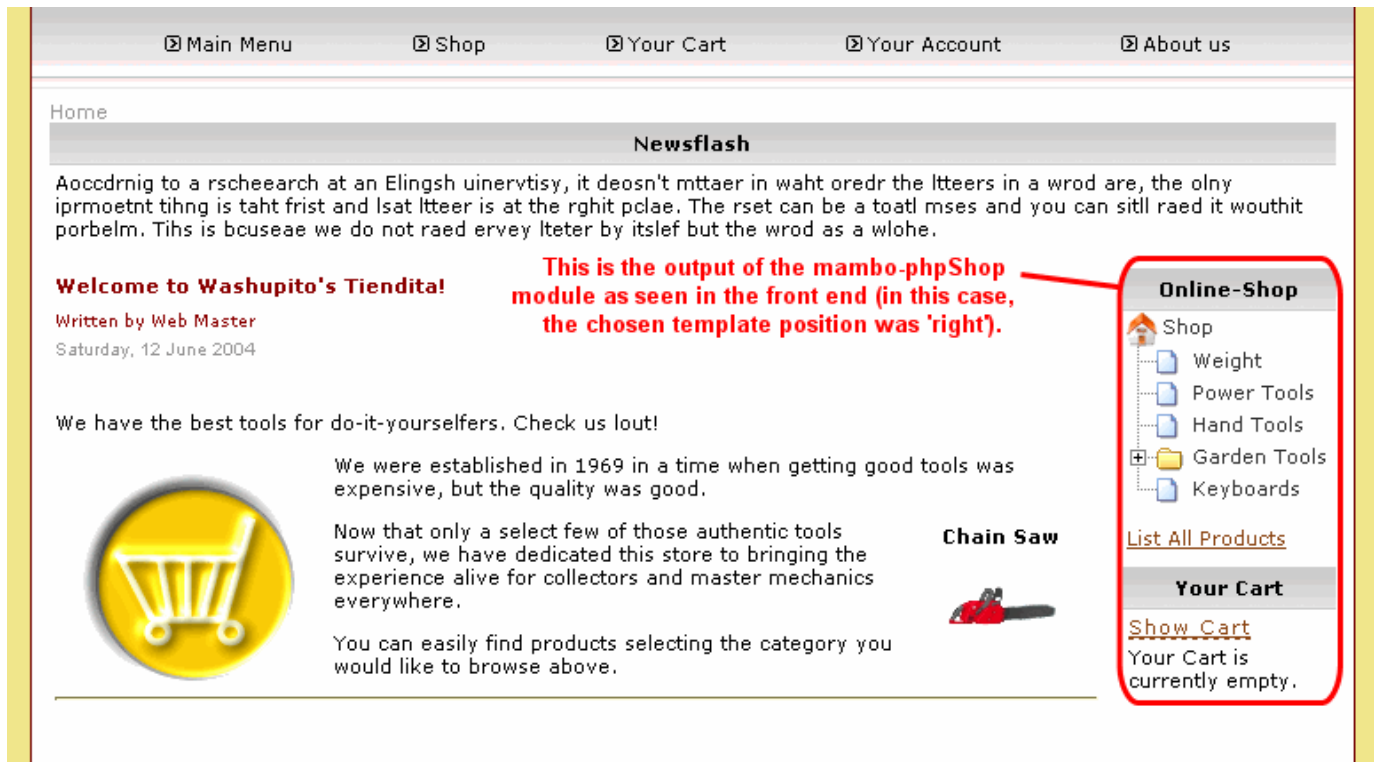 Main Menu
Shop
Your Cart
Your Account
About us
Home
Newsflash
Aoccdrnig to a rscheearch at an Elingsh uinervtisy, it deosn't mttaer in waht oredr the ltteers in a wrod are, the olny
iprmoetnt tihng is taht frist and lsat ltteer is at the rghit pclae. The rset can be a toatl mses and you can sitll raed it wouthit
porbelm. Tihs is bcuseae we do not raed ervey lteter by itslef but the wrod as a wlohe.
Welcome to Washupito's Tiendita!
Written by Web Master
Saturday, 12 June 2004
This is the output of the mambo-phpShop
module as seen in the front end (in this case,
the chosen template position was 'right').
We have the best tools for do-it-yourselfers. Check us lout!
We were established in 1969 in a time when getting good tools was
expensive, but the quality was good.
Now that only a select few of those authentic tools
survive, we have dedicated this store to bringing the
experience alive for collectors and master mechanics
everywhere.
You can easily find products selecting the category you
would like to browse above.
Chain Saw
Online-Shop
Shop
Weight
Power Tools
Hand Tools
Garden Tools
Keyboards
List All Products
Your Cart
Show Cart
Your Cart is
currently empty.